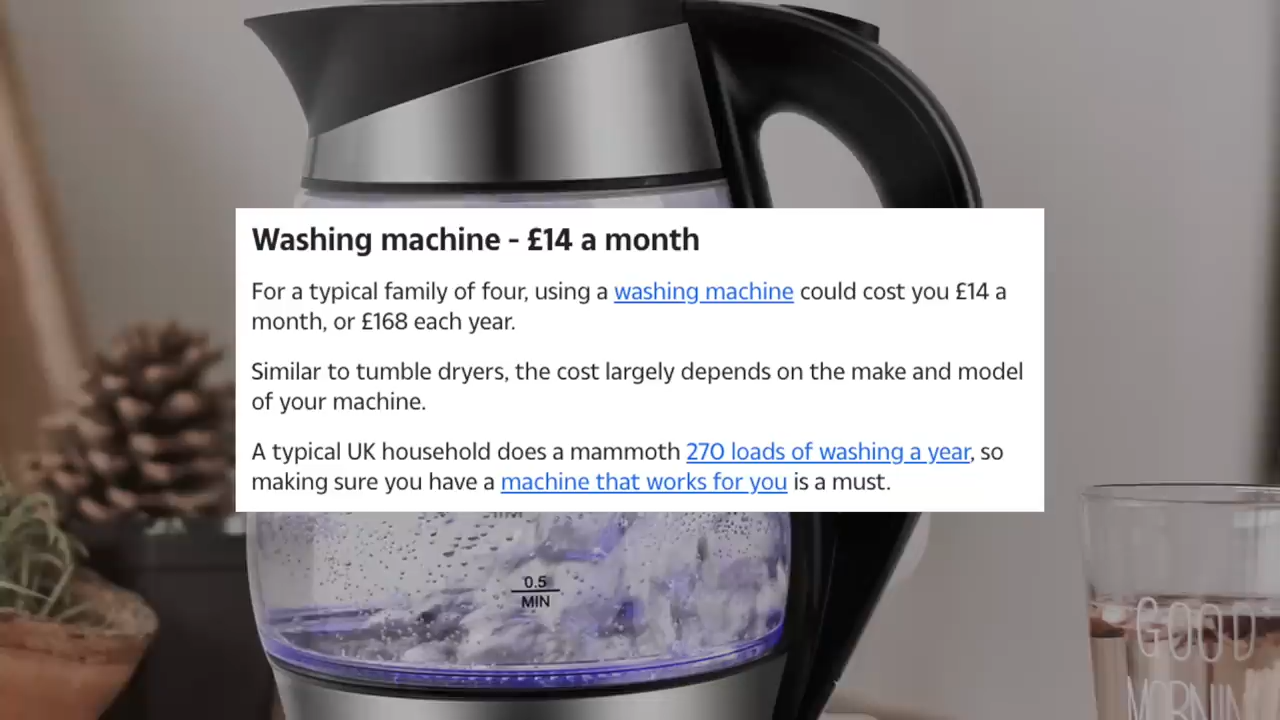 Washing machine - £14 a month
For a typical family of four, using a washing machine could cost you £14 a
month, or £168 each year.
Similar to tumble dryers, the cost largely depends on the make and model
of your machine.
A typical UK household does a mammoth 270 loads of washing a year, so
making sure you have a machine that works for you is a must.
0.5
MIN
GOOD
MORNIN